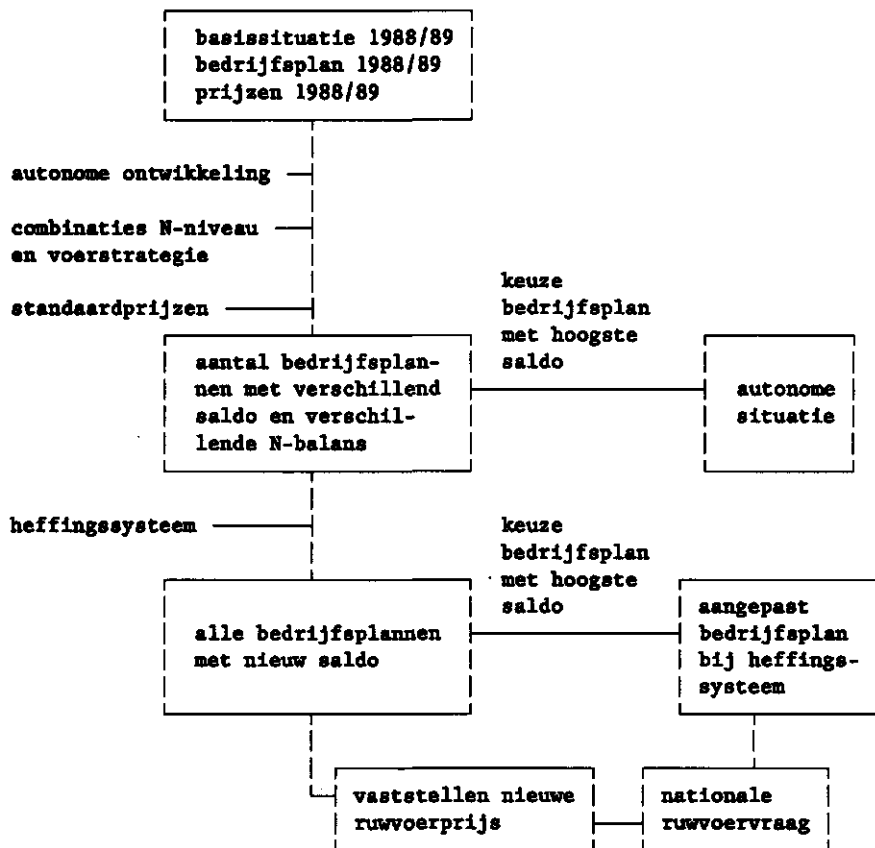 basissituatie 1988/89
bedrijfsplan 1988/89
prijzen 1988/89
autonome ontwikkeling
combinaties N-niveau
en voerstrategie
standaardprijzen
keuze
bedrijfsplan
met hoogste
saldo
aantal bedrijfsplan-
nen met verschillend
saldo en verschil-
lende N-balans
autonome
situatie
heffingssysteem
keuze
bedrijfsplan
met hoogste
saldo
alle bedrijfsplannen
met nieuw saldo
aangepast
bedrijfsplan
bij heffings-
systeem
vaststellen nieuwe
ruwvoerprijs
nationale
ruwvoervraag